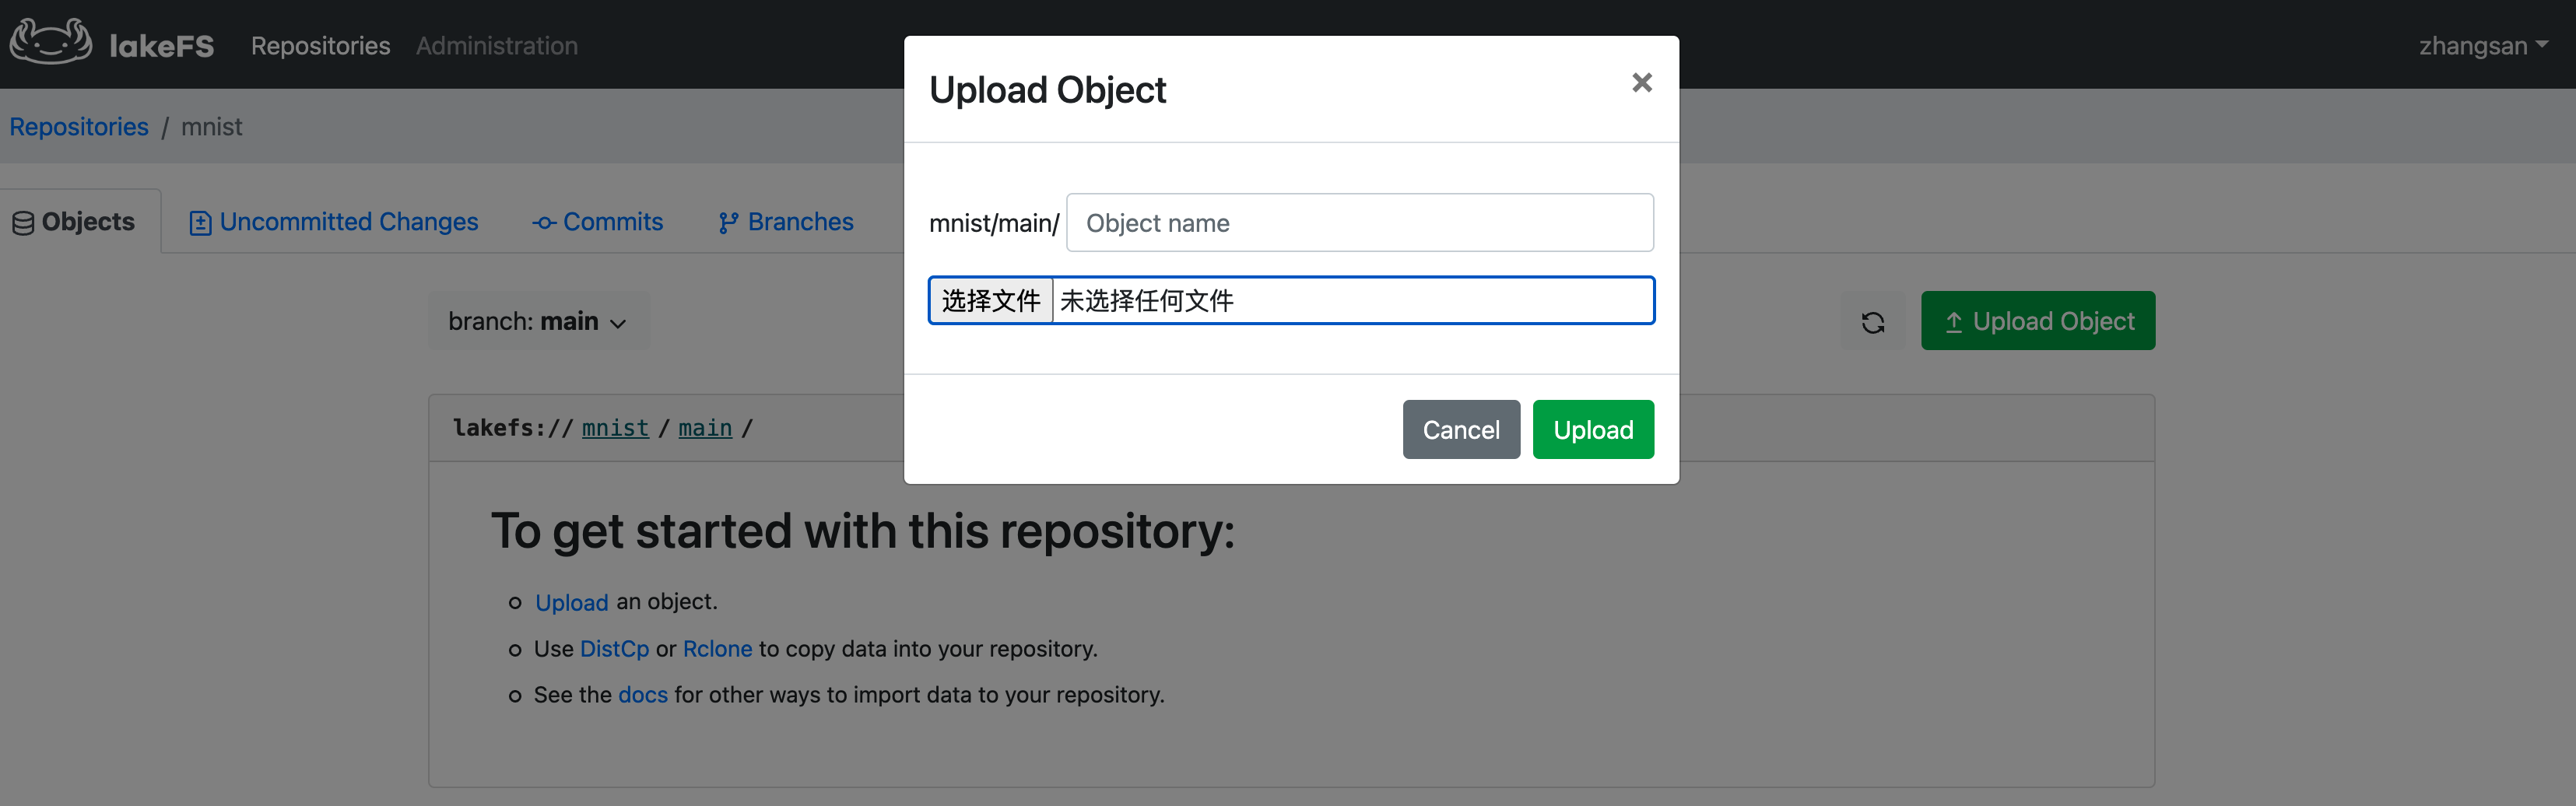 lakeFS Repositories Administration zhangsan
Repositories / mnist
Objects Uncommitted Changes Commits Branches
branch: main Upload Object
lakefs:// mnist / main /
To get started with this repository:
Upload an object.
Use DistCp or Rclone to copy data into your repository.
See the docs for other ways to import data to your repository.
Upload Object ×
mnist/main/ Object name
选择文件 未选择任何文件
Cancel Upload